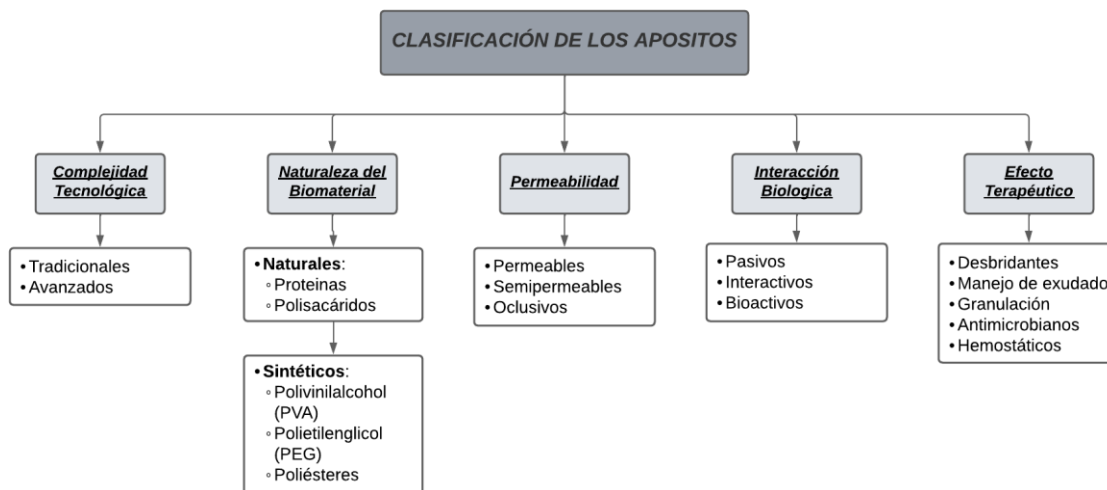 CLASIFICACIÓN DE LOS APOSITOS
Complejidad
Tecnológica
Naturaleza del
Biomaterial
Permeabilidad
Interacción
Biologica
Efecto
Terapéutico
• Tradicionales
• Avanzados
• Naturales:
◦ Proteinas
◦ Polisacáridos
• Sintéticos:
◦ Polivinilalcohol
(PVA)
◦ Polietilenglicol
(PEG)
◦ Poliésteres
• Permeables
• Semipermeables
• Oclusivos
• Pasivos
• Interactivos
• Bioactivos
• Desbridantes
• Manejo de exudado
• Granulación
• Antimicrobianos
• Hemostáticos